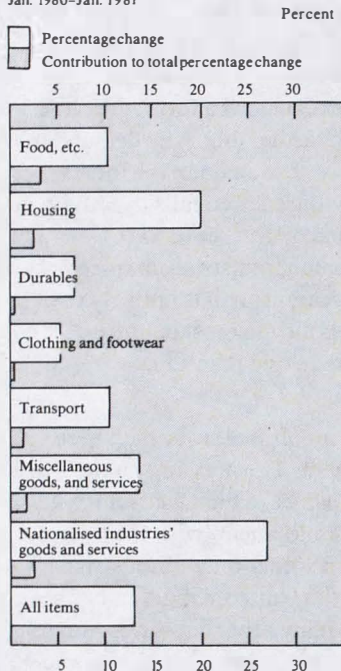 Jan. 1980–Jan. 1981
Percent
Percentage change
Contribution to total percentage change
5 10 15 20 25 30
Food, etc.
Housing
Durables
Clothing and footwear
Transport
Miscellaneous
goods, and services
Nationalised industries'
goods and services
All items
5 10 15 20 25 30